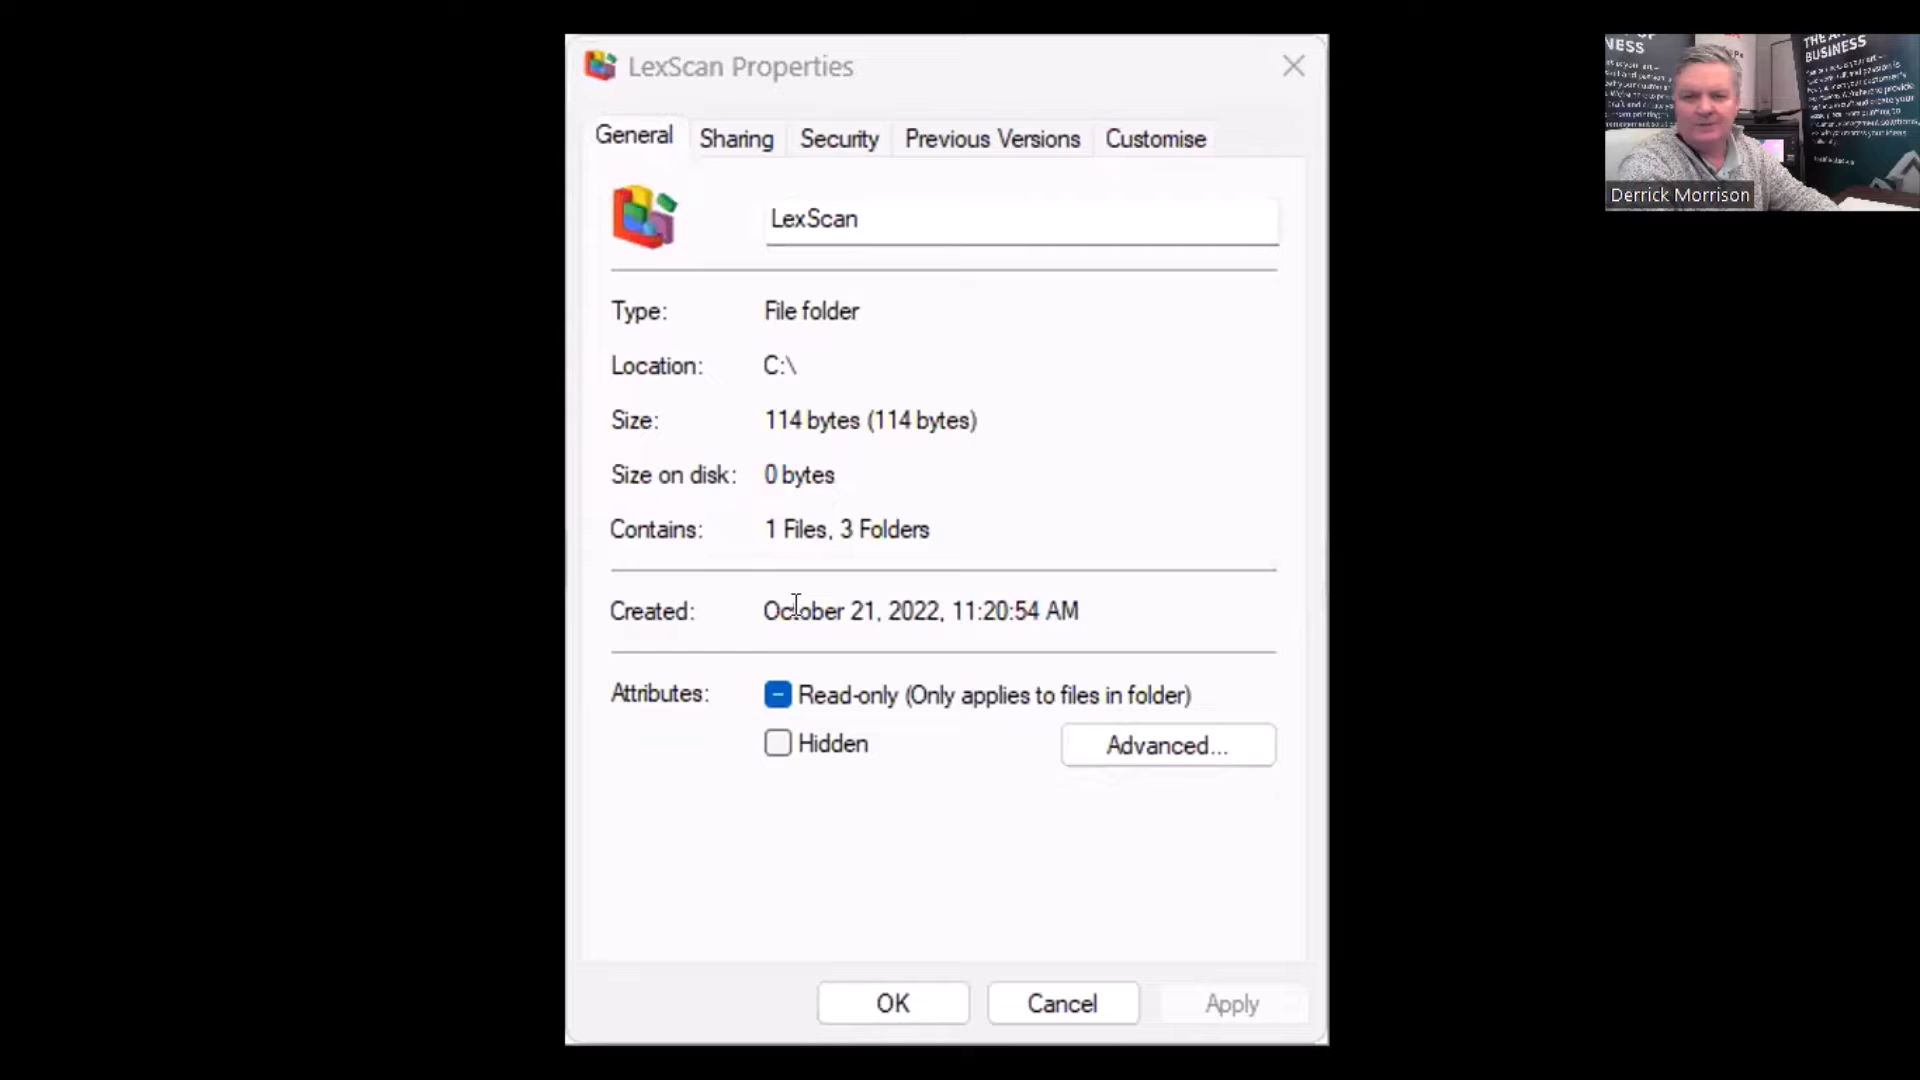 LexScan Properties
General
Sharing
Security
Previous Versions
Customise
LexScan
Type: File folder
Location: C:\
Size: 114 bytes (114 bytes)
Size on disk: 0 bytes
Contains: 1 Files, 3 Folders
Created: October 21, 2022, 11:20:54 AM
Attributes: Read-only (Only applies to files in folder)
Hidden
Advanced...
OK
Cancel
Apply
NESS
BUSINESS
Derrick Morrison